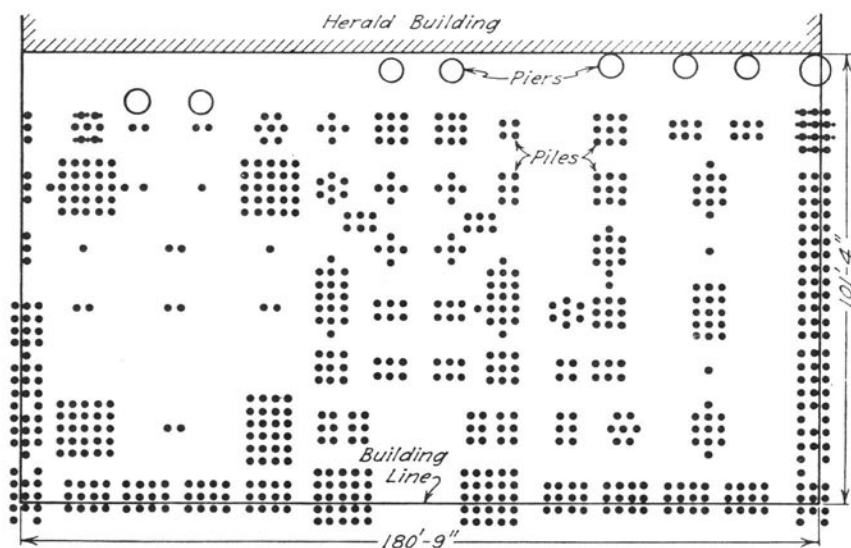 Herald Building
Piers
Piles
101'-4"
Building
Line
180'-9"